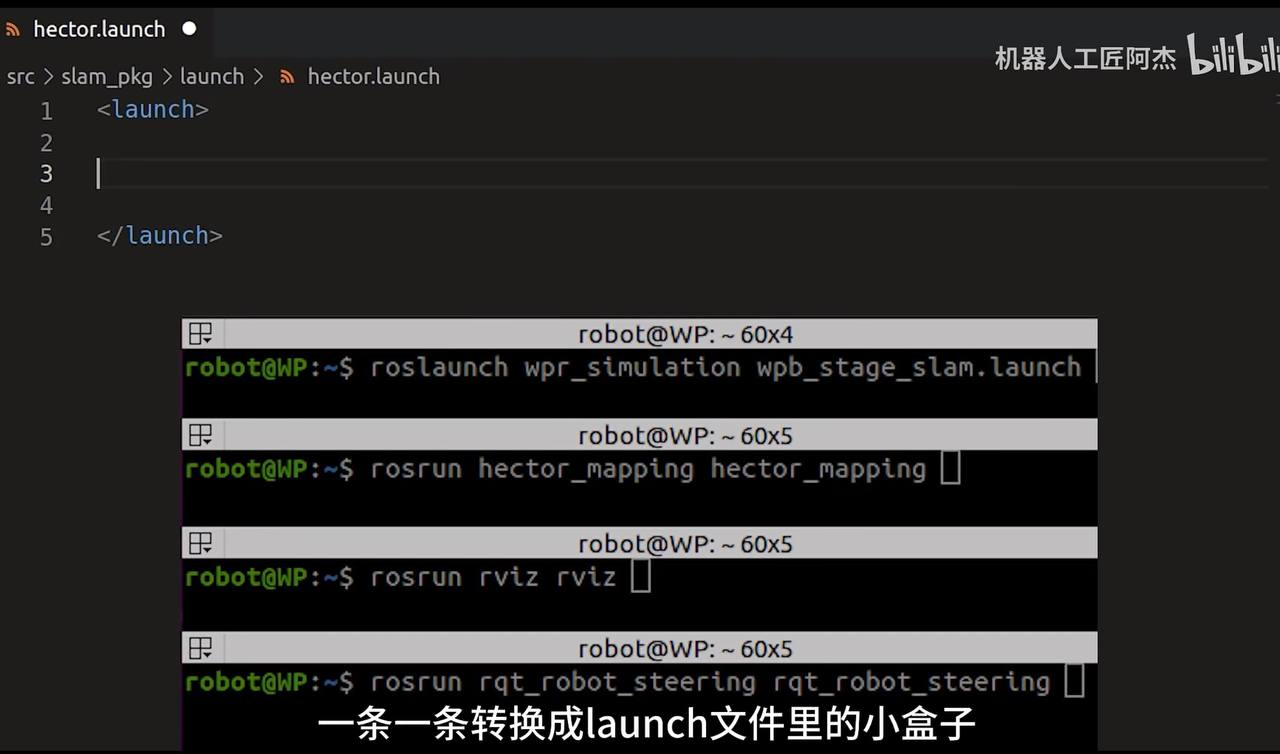 hector.launch
机器人工匠阿杰 bilibili
src > slam_pkg > launch > hector.launch
1 <launch>
2
3
4
5 </launch>
robot@WP: ~ 60x4
robot@WP:~$ roslaunch wpr_simulation wpb_stage_slam.launch
robot@WP: ~ 60x5
robot@WP:~$ rosrun hector_mapping hector_mapping
robot@WP: ~ 60x5
robot@WP:~$ rosrun rviz rviz
robot@WP: ~ 60x5
robot@WP:~$ rosrun rqt_robot_steering rqt_robot_steering
一条一条转换成launch文件里的小盒子